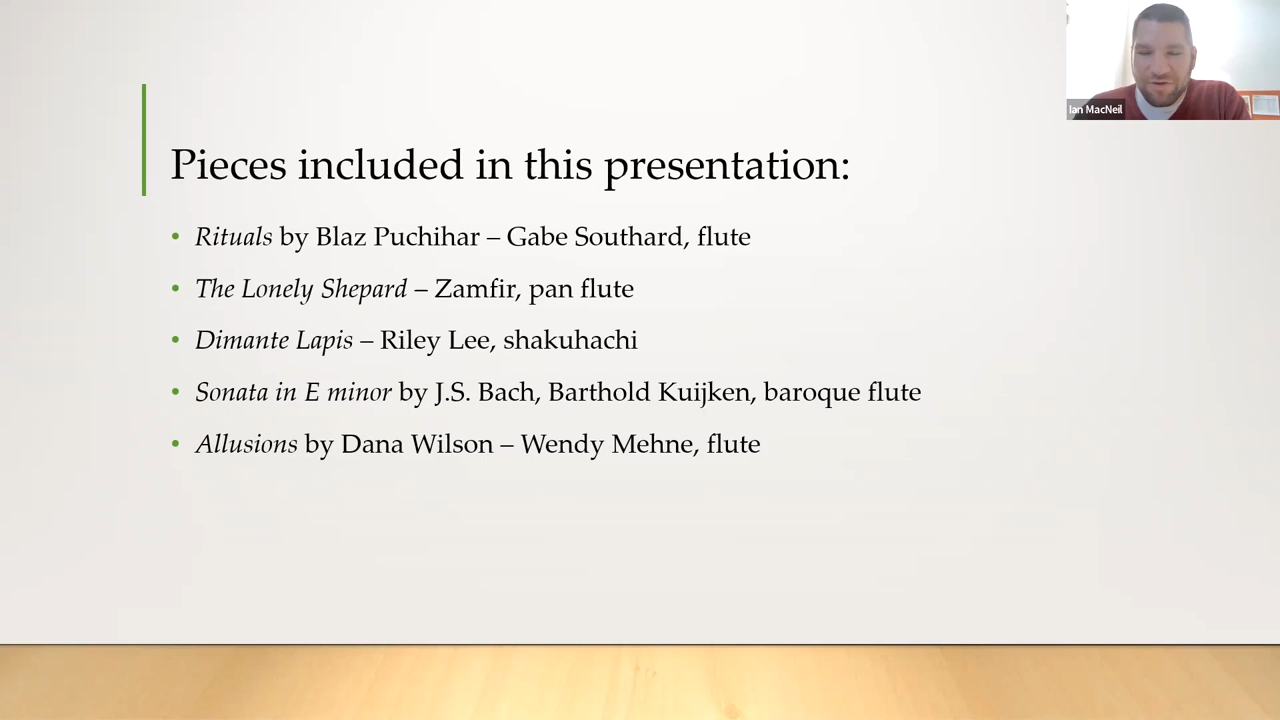 Ian MacNeil
Pieces included in this presentation:
• Rituals by Blaz Puchihar – Gabe Southard, flute
• The Lonely Shepard – Zamfir, pan flute
• Dimante Lapis – Riley Lee, shakuhachi
• Sonata in E minor by J.S. Bach, Barthold Kuijken, baroque flute
• Allusions by Dana Wilson – Wendy Mehne, flute